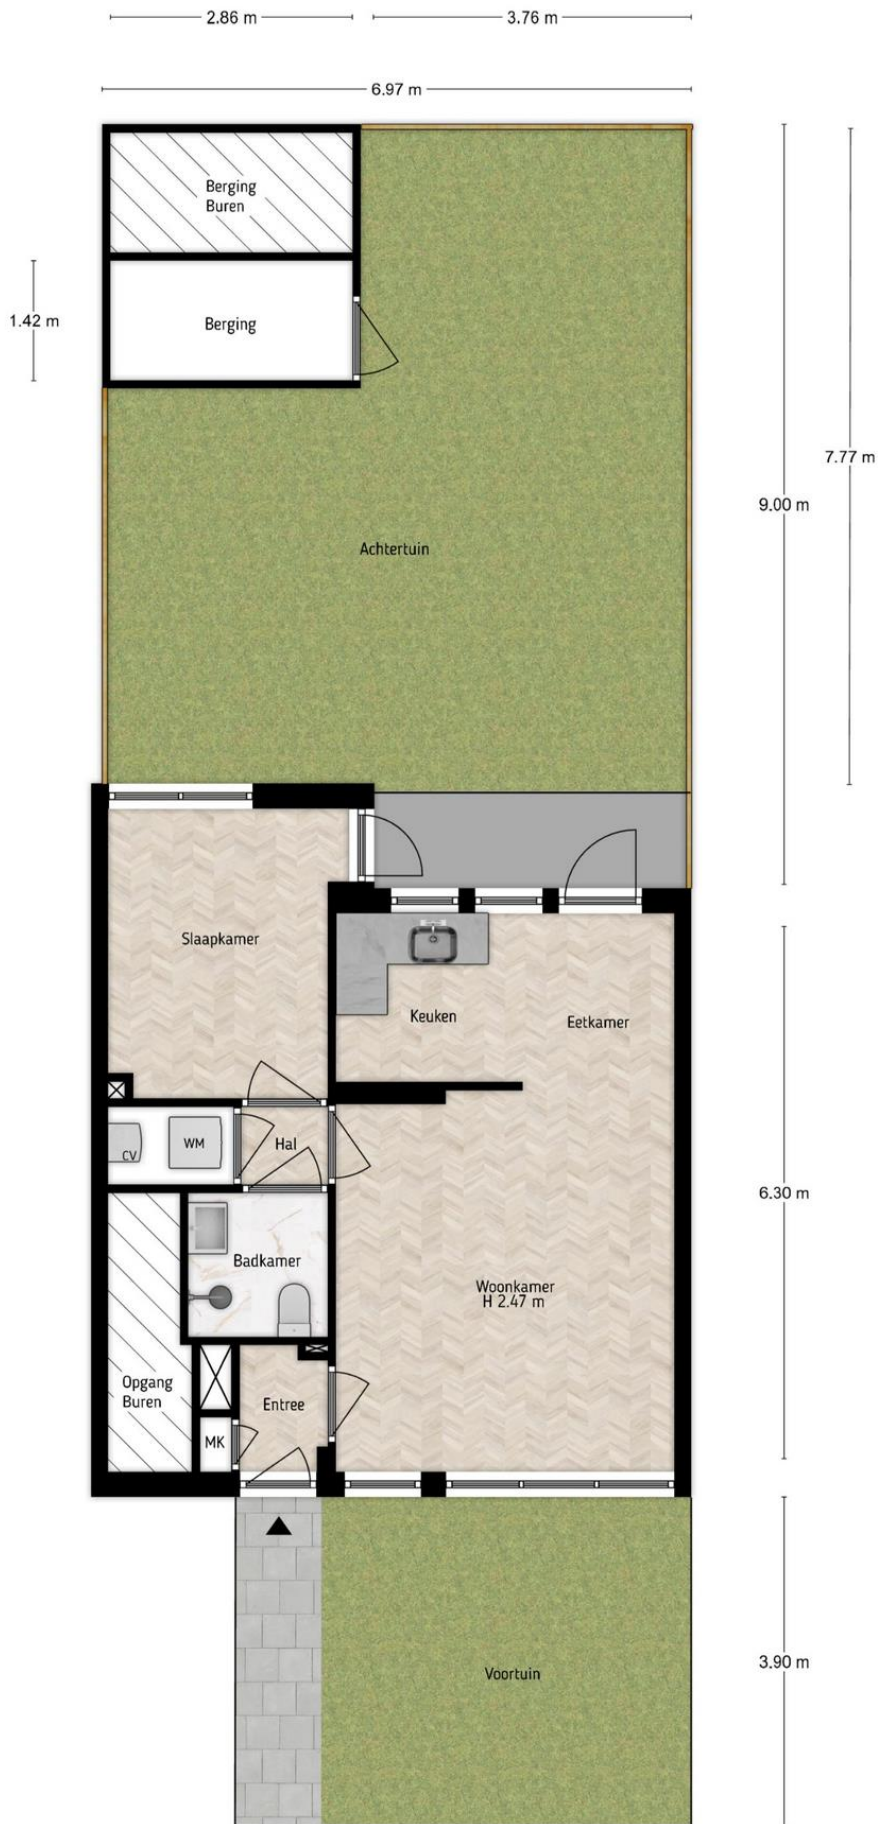 2.86 m
3.76 m
6.97 m
Berging
Buren
1.42 m
Berging
7.77 m
9.00 m
Achtertuin
Slaapkamer
Keuken
Eetkamer
CV
WM
Hal
6.30 m
Badkamer
Woonkamer
H 2.47 m
Opgang
Buren
Entree
MK
3.90 m
Voortuin